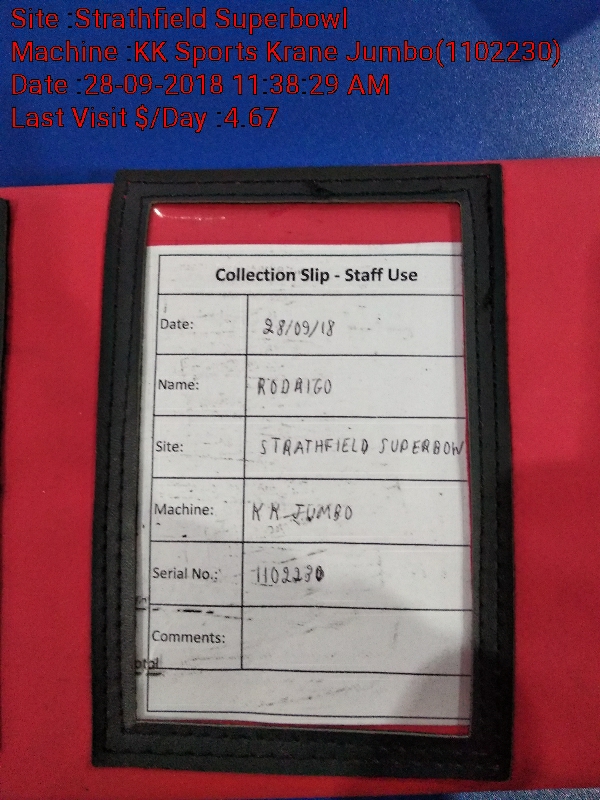 Site :Strathfield Superbowl
Machine :KK Sports Krane Jumbo(1102230)
Date :28-09-2018 11:38:29 AM
Last Visit $/Day :4.67
Collection Slip - Staff Use
Date: 28/09/18
Name: RODRIGO
Site: STRATHFIELD SUPERBOW
Machine: KK JUMBO
Serial No.: 1102230
Comments:
otal